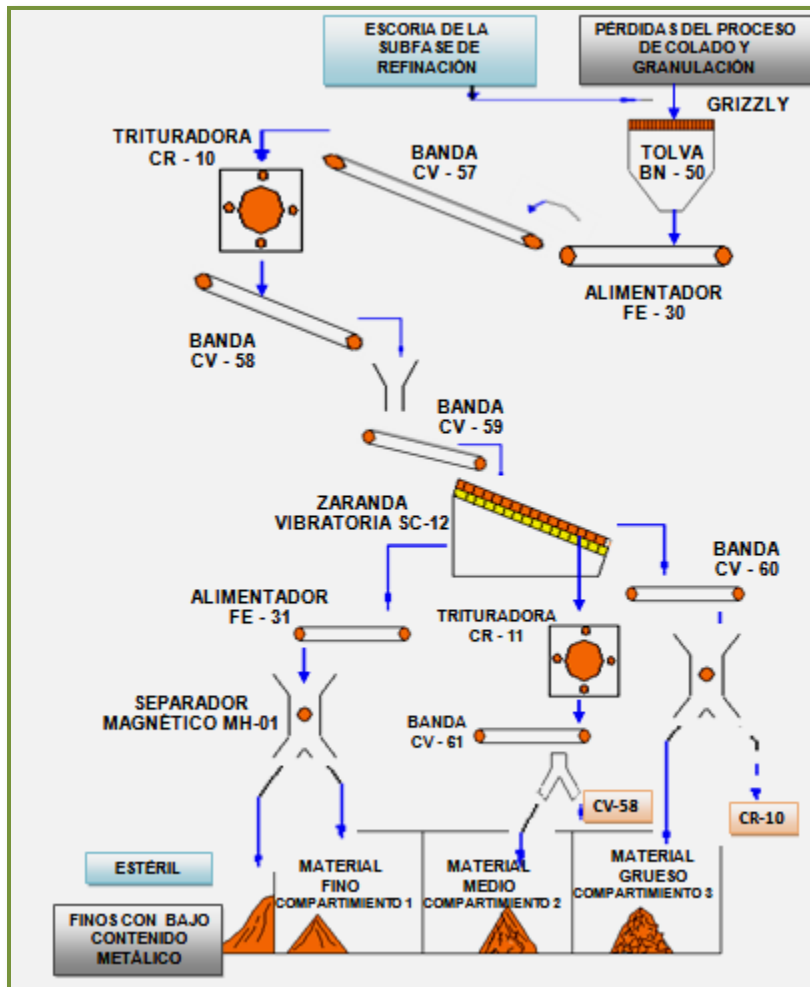 ESCORIA DE LA
SUBFASE DE
REFINACIÓN
PÉRDIDAS DEL PROCESO
DE COLADO Y
GRANULACIÓN
GRIZZLY
TRITURADORA
CR - 10
BANDA
CV - 57
TOLVA
BN - 50
ALIMENTADOR
FE - 30
BANDA
CV - 58
BANDA
CV - 59
ZARANDA
VIBRATORIA SC-12
BANDA
CV - 60
ALIMENTADOR
FE - 31
TRITURADORA
CR - 11
SEPARADOR
MAGNÉTICO MH-01
BANDA
CV - 61
CV-58
CR-10
ESTÉRIL
MATERIAL
FINO
COMPARTIMIENTO 1
MATERIAL
MEDIO
COMPARTIMIENTO 2
MATERIAL
GRUESO
COMPARTIMIENTO 3
FINOS CON BAJO
CONTENIDO
METÁLICO